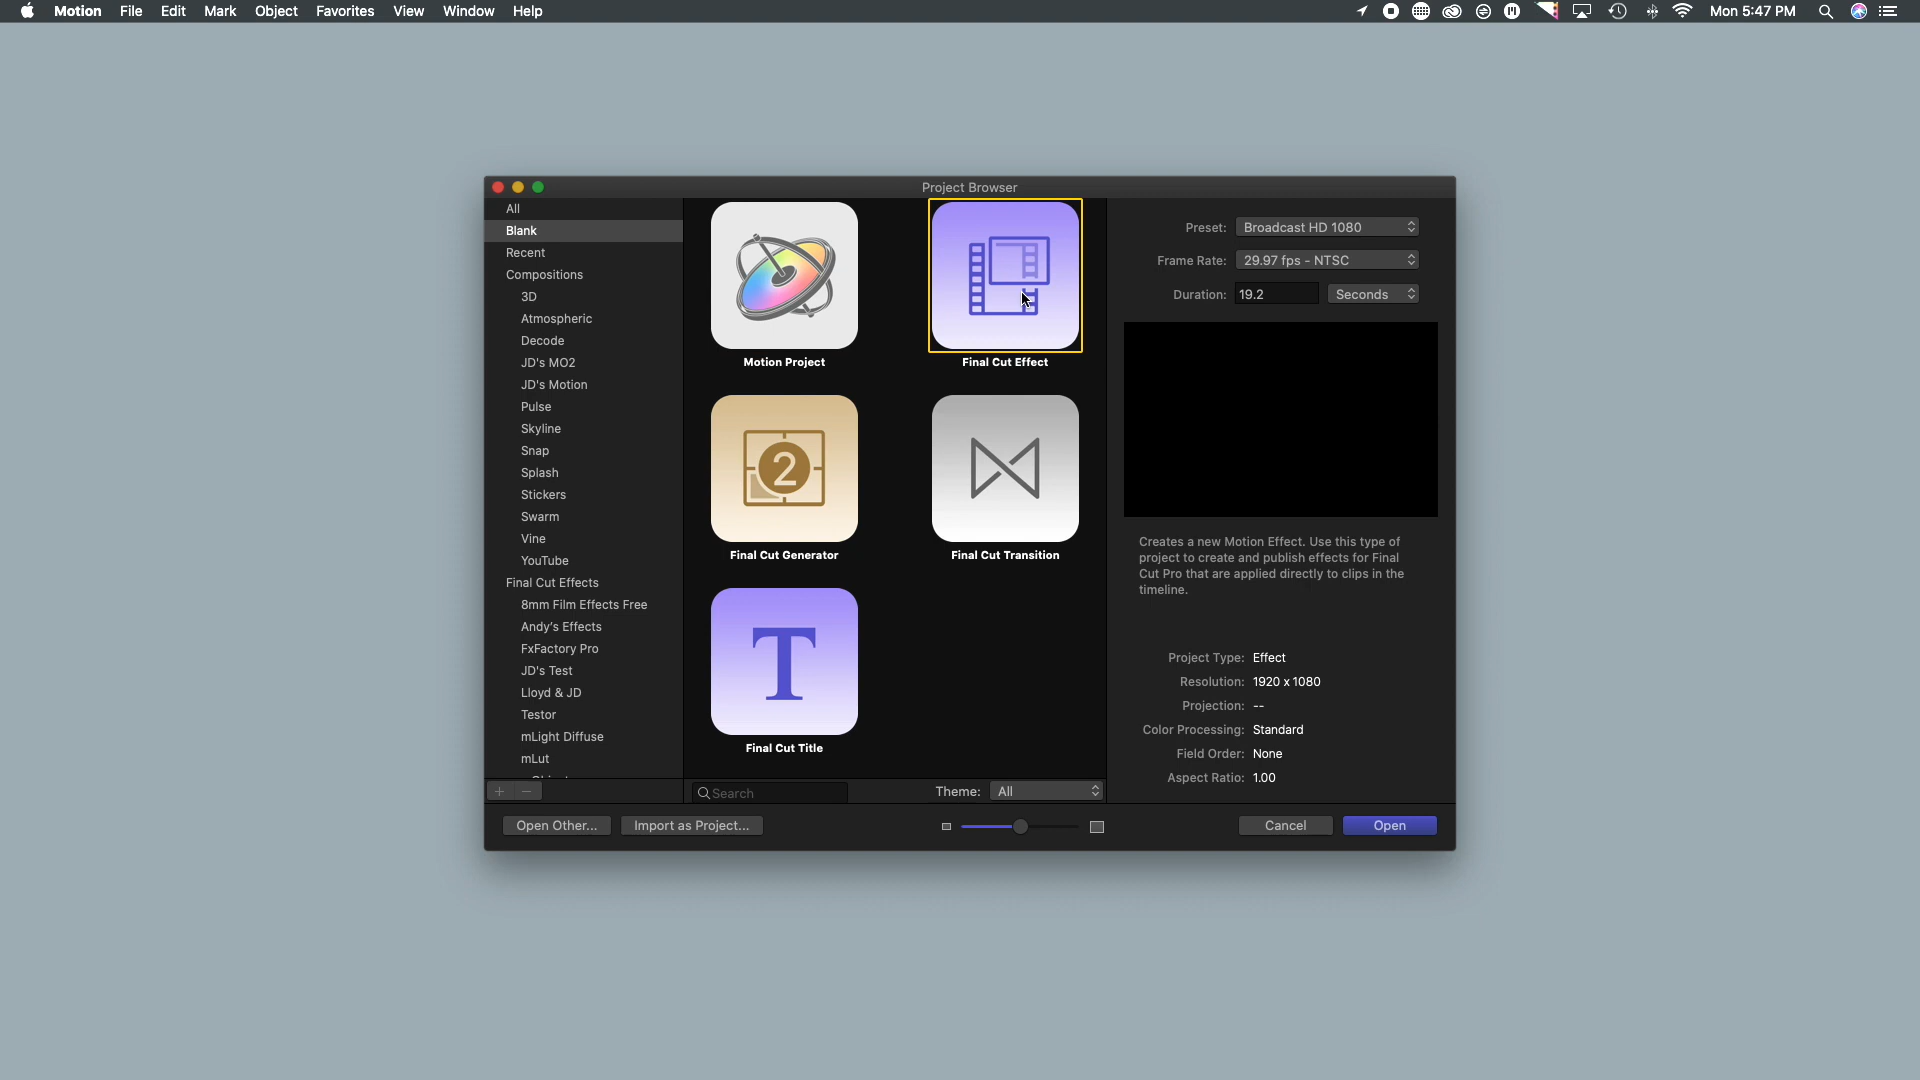 Motion File Edit Mark Object Favorites View Window Help
Mon 5:47 PM
Project Browser
All
Blank
Recent
Compositions
3D
Atmospheric
Decode
JD's MO2
JD's Motion
Pulse
Skyline
Snap
Splash
Stickers
Swarm
Vine
YouTube
Final Cut Effects
8mm Film Effects Free
Andy's Effects
FxFactory Pro
JD's Test
Lloyd & JD
Testor
mLight Diffuse
mLut
Motion Project
Final Cut Effect
2
Final Cut Generator
Final Cut Transition
T
Final Cut Title
Search
Theme: All
Preset: Broadcast HD 1080
Frame Rate: 29.97 fps - NTSC
Duration: 19.2 Seconds
Creates a new Motion Effect. Use this type of
project to create and publish effects for Final
Cut Pro that are applied directly to clips in the
timeline.
Project Type: Effect
Resolution: 1920 x 1080
Projection: --
Color Processing: Standard
Field Order: None
Aspect Ratio: 1.00
Open Other... Import as Project...
Cancel Open